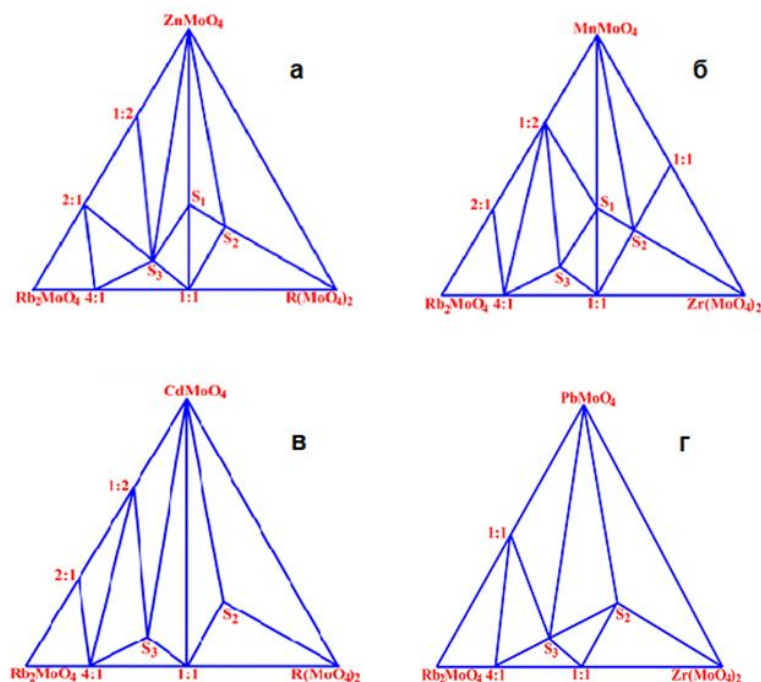 ZnMoO₄
а
1:2
2:1
S₁
S₂
S₃
Rb₂MoO₄ 4:1 1:1 R(MoO₄)₂
MnMoO₄
б
1:2
1:1
2:1
S₁
S₂
S₃
Rb₂MoO₄ 4:1 1:1 Zr(MoO₄)₂
CdMoO₄
в
1:2
2:1
S₂
S₃
Rb₂MoO₄ 4:1 1:1 R(MoO₄)₂
PbMoO₄
г
1:1
S₂
S₃
Rb₂MoO₄ 4:1 1:1 Zr(MoO₄)₂